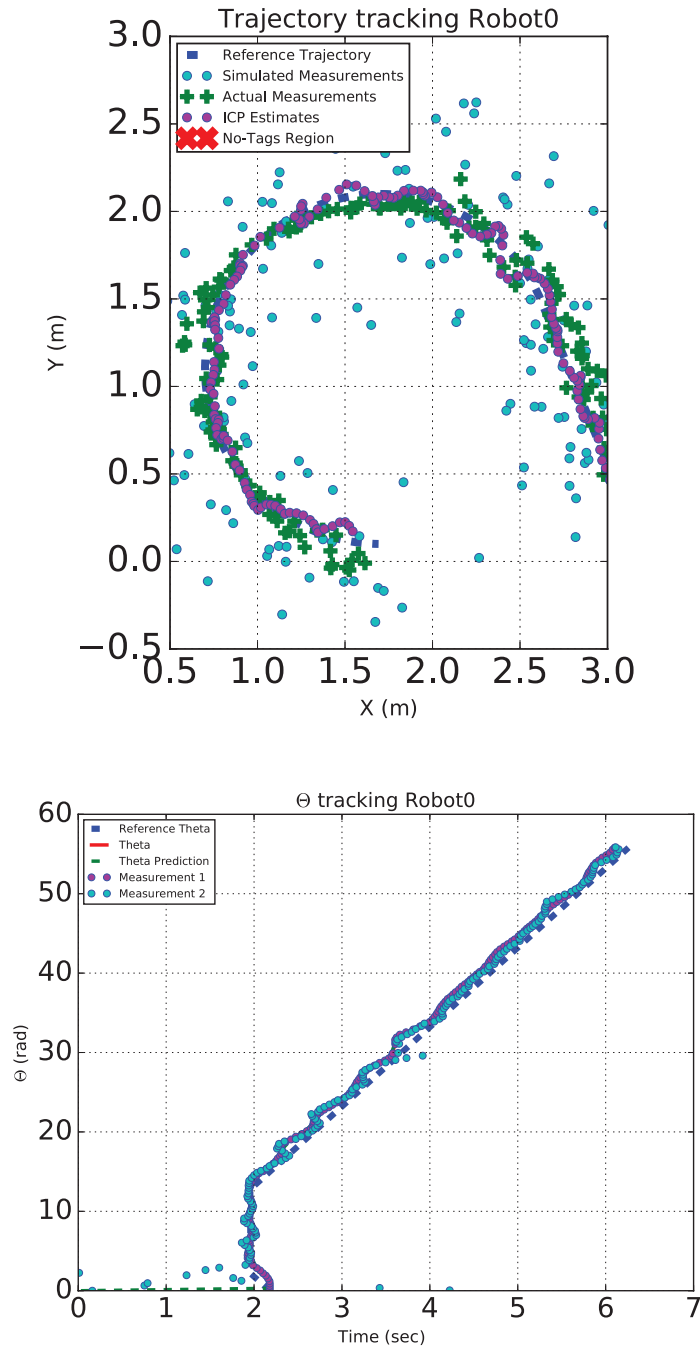 Trajectory tracking Robot0
3.0
2.5
2.0
1.5
1.0
0.5
0.0
−0.5
Y (m)
Reference Trajectory
Simulated Measurements
Actual Measurements
ICP Estimates
No-Tags Region
0.5 1.0 1.5 2.0 2.5 3.0
X (m)
Θ tracking Robot0
60
50
40
30
20
10
0
Θ (rad)
Reference Theta
Theta
Theta Prediction
Measurement 1
Measurement 2
0 1 2 3 4 5 6 7
Time (sec)